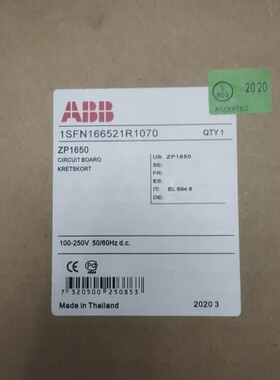 2020
ACCEPTED
ABB
1SFN166521R1070 QTY 1
ZP1650
CIRCUIT BOARD
KRETSKORT
US: ZP1650
SE:
FR:
ES:
IT: EL 894 6
DE:
100-250V 50/60Hz d.c.
CE
7 320500 250853
Made in Thailand 2020 3